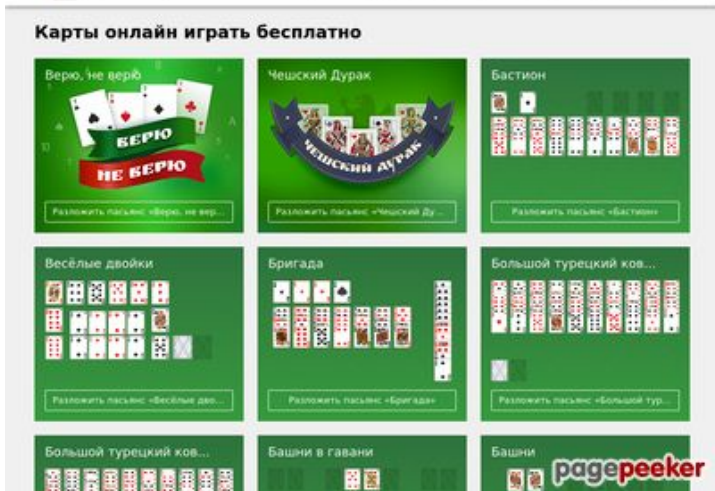 Карты онлайн играть бесплатно
Верю, не верю
ВЕРЮ
НЕ ВЕРЮ
Разложить пасьянс «Верю, не вер...
Чешский Дурак
ЧЕШСКИЙ ДУРАК
Разложить пасьянс «Чешский Ду...
Бастион
Разложить пасьянс «Бастион»
Весёлые двойки
Разложить пасьянс «Весёлые дво...
Бригада
Разложить пасьянс «Бригада»
Большой турецкий ков...
Разложить пасьянс «Большой тур...
Большой турецкий ков...
Башни в гавани
Башни
pagepeeker